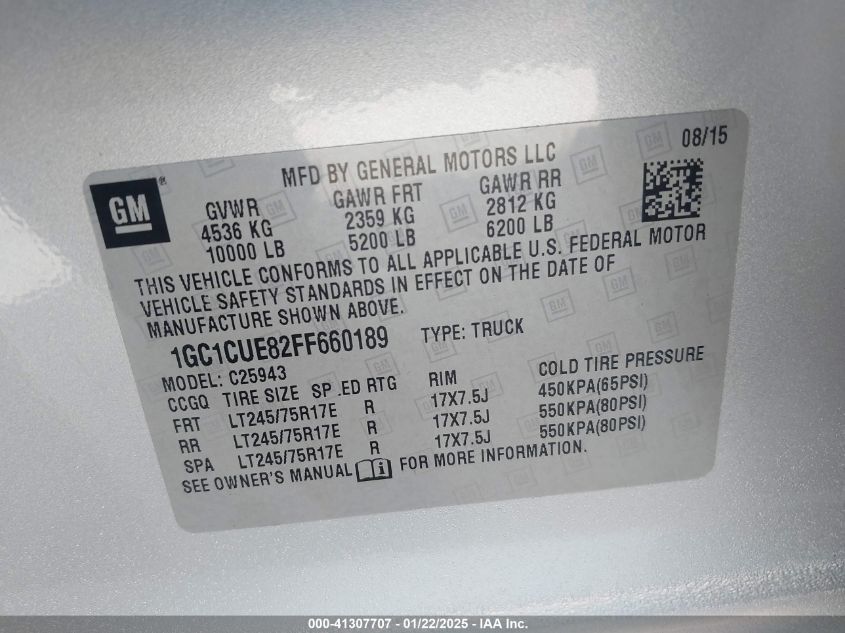 08/15
MFD BY GENERAL MOTORS LLC
GM ®
GVWR GAWR FRT GAWR RR
4536 KG 2359 KG 2812 KG
10000 LB 5200 LB 6200 LB
THIS VEHICLE CONFORMS TO ALL APPLICABLE U.S. FEDERAL MOTOR
VEHICLE SAFETY STANDARDS IN EFFECT ON THE DATE OF
MANUFACTURE SHOWN ABOVE.
1GC1CUE82FF660189 TYPE: TRUCK
MODEL: C25943
CCGQ TIRE SIZE SP .ED RTG RIM COLD TIRE PRESSURE
FRT LT245/75R17E R 17X7.5J 450KPA(65PSI)
RR LT245/75R17E R 17X7.5J 550KPA(80PSI)
SPA LT245/75R17E R 17X7.5J 550KPA(80PSI)
SEE OWNER'S MANUAL i FOR MORE INFORMATION.
000-41307707 - 01/22/2025 - IAA Inc.